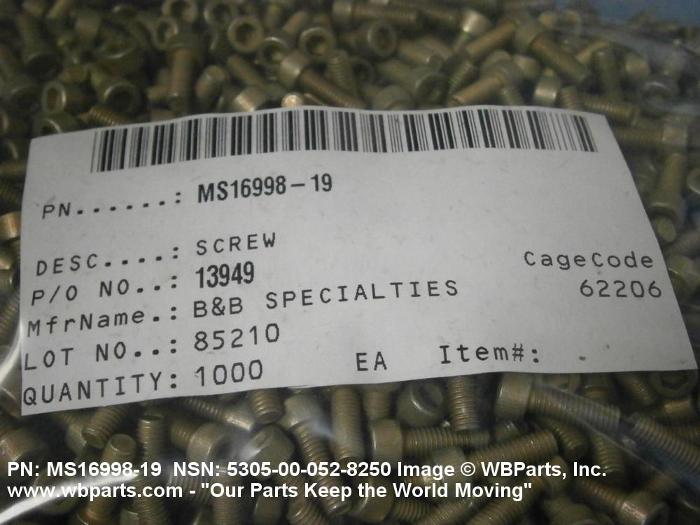 PN......: MS16998-19
DESC....: SCREW
P/O NO..: 13949 CageCode
MfrName.: B&B SPECIALTIES 62206
LOT NO..: 85210
QUANTITY: 1000 EA Item#:
PN: MS16998-19 NSN: 5305-00-052-8250 Image © WBParts, Inc.
www.wbparts.com - "Our Parts Keep the World Moving"